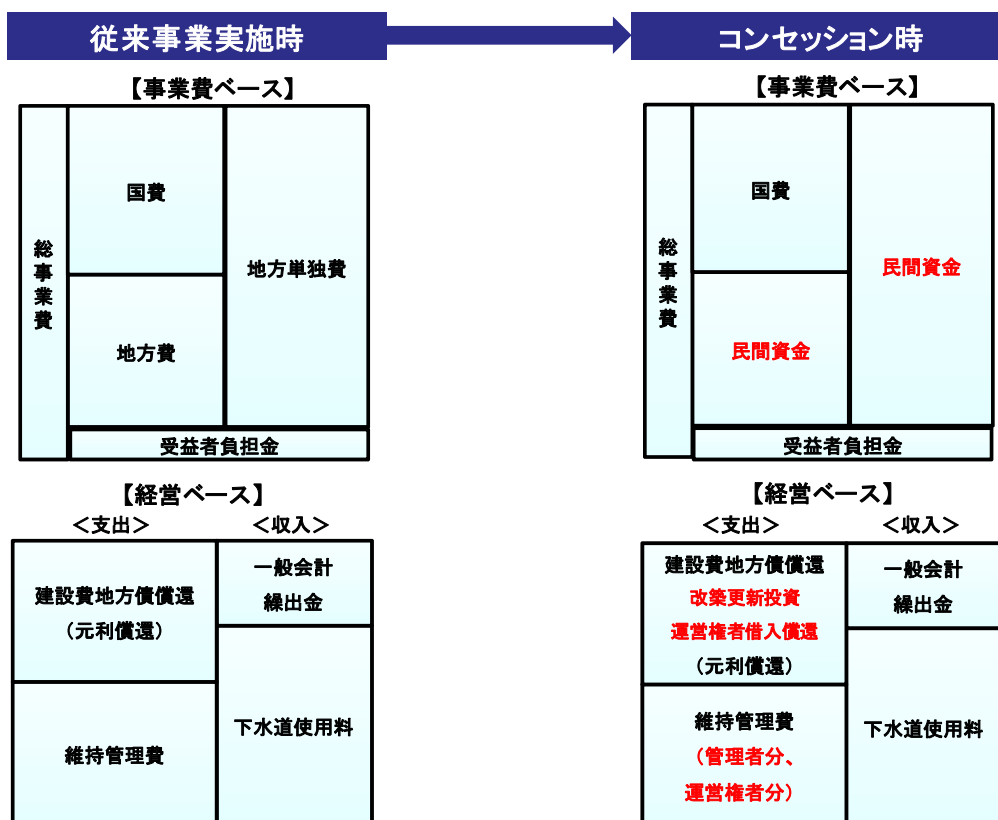 従来事業実施時
コンセッション時
【事業費ベース】
総事業費
国費
地方費
地方単独費
受益者負担金
【経営ベース】
＜支出＞
＜収入＞
建設費地方債償還
（元利償還）
維持管理費
一般会計
繰出金
下水道使用料
【事業費ベース】
総事業費
国費
民間資金
民間資金
受益者負担金
【経営ベース】
＜支出＞
＜収入＞
建設費地方債償還
改築更新投資
運営権者借入償還
（元利償還）
維持管理費
（管理者分、
運営権者分）
一般会計
繰出金
下水道使用料